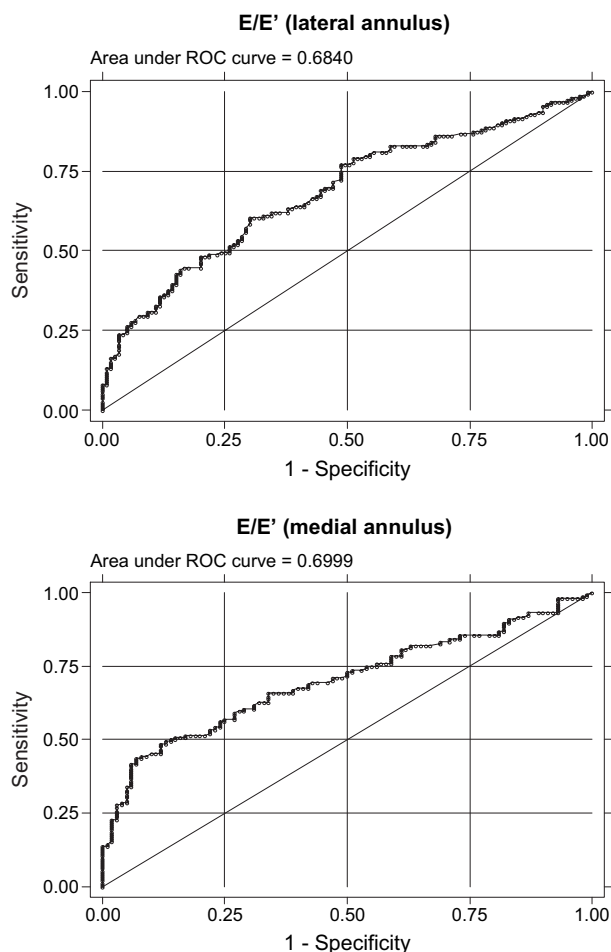 E/E’ (lateral annulus)
Area under ROC curve = 0.6840
1.00
0.75
0.50
0.25
0.00
Sensitivity
0.00 0.25 0.50 0.75 1.00
1 - Specificity
E/E’ (medial annulus)
Area under ROC curve = 0.6999
1.00
0.75
0.50
0.25
0.00
Sensitivity
0.00 0.25 0.50 0.75 1.00
1 - Specificity